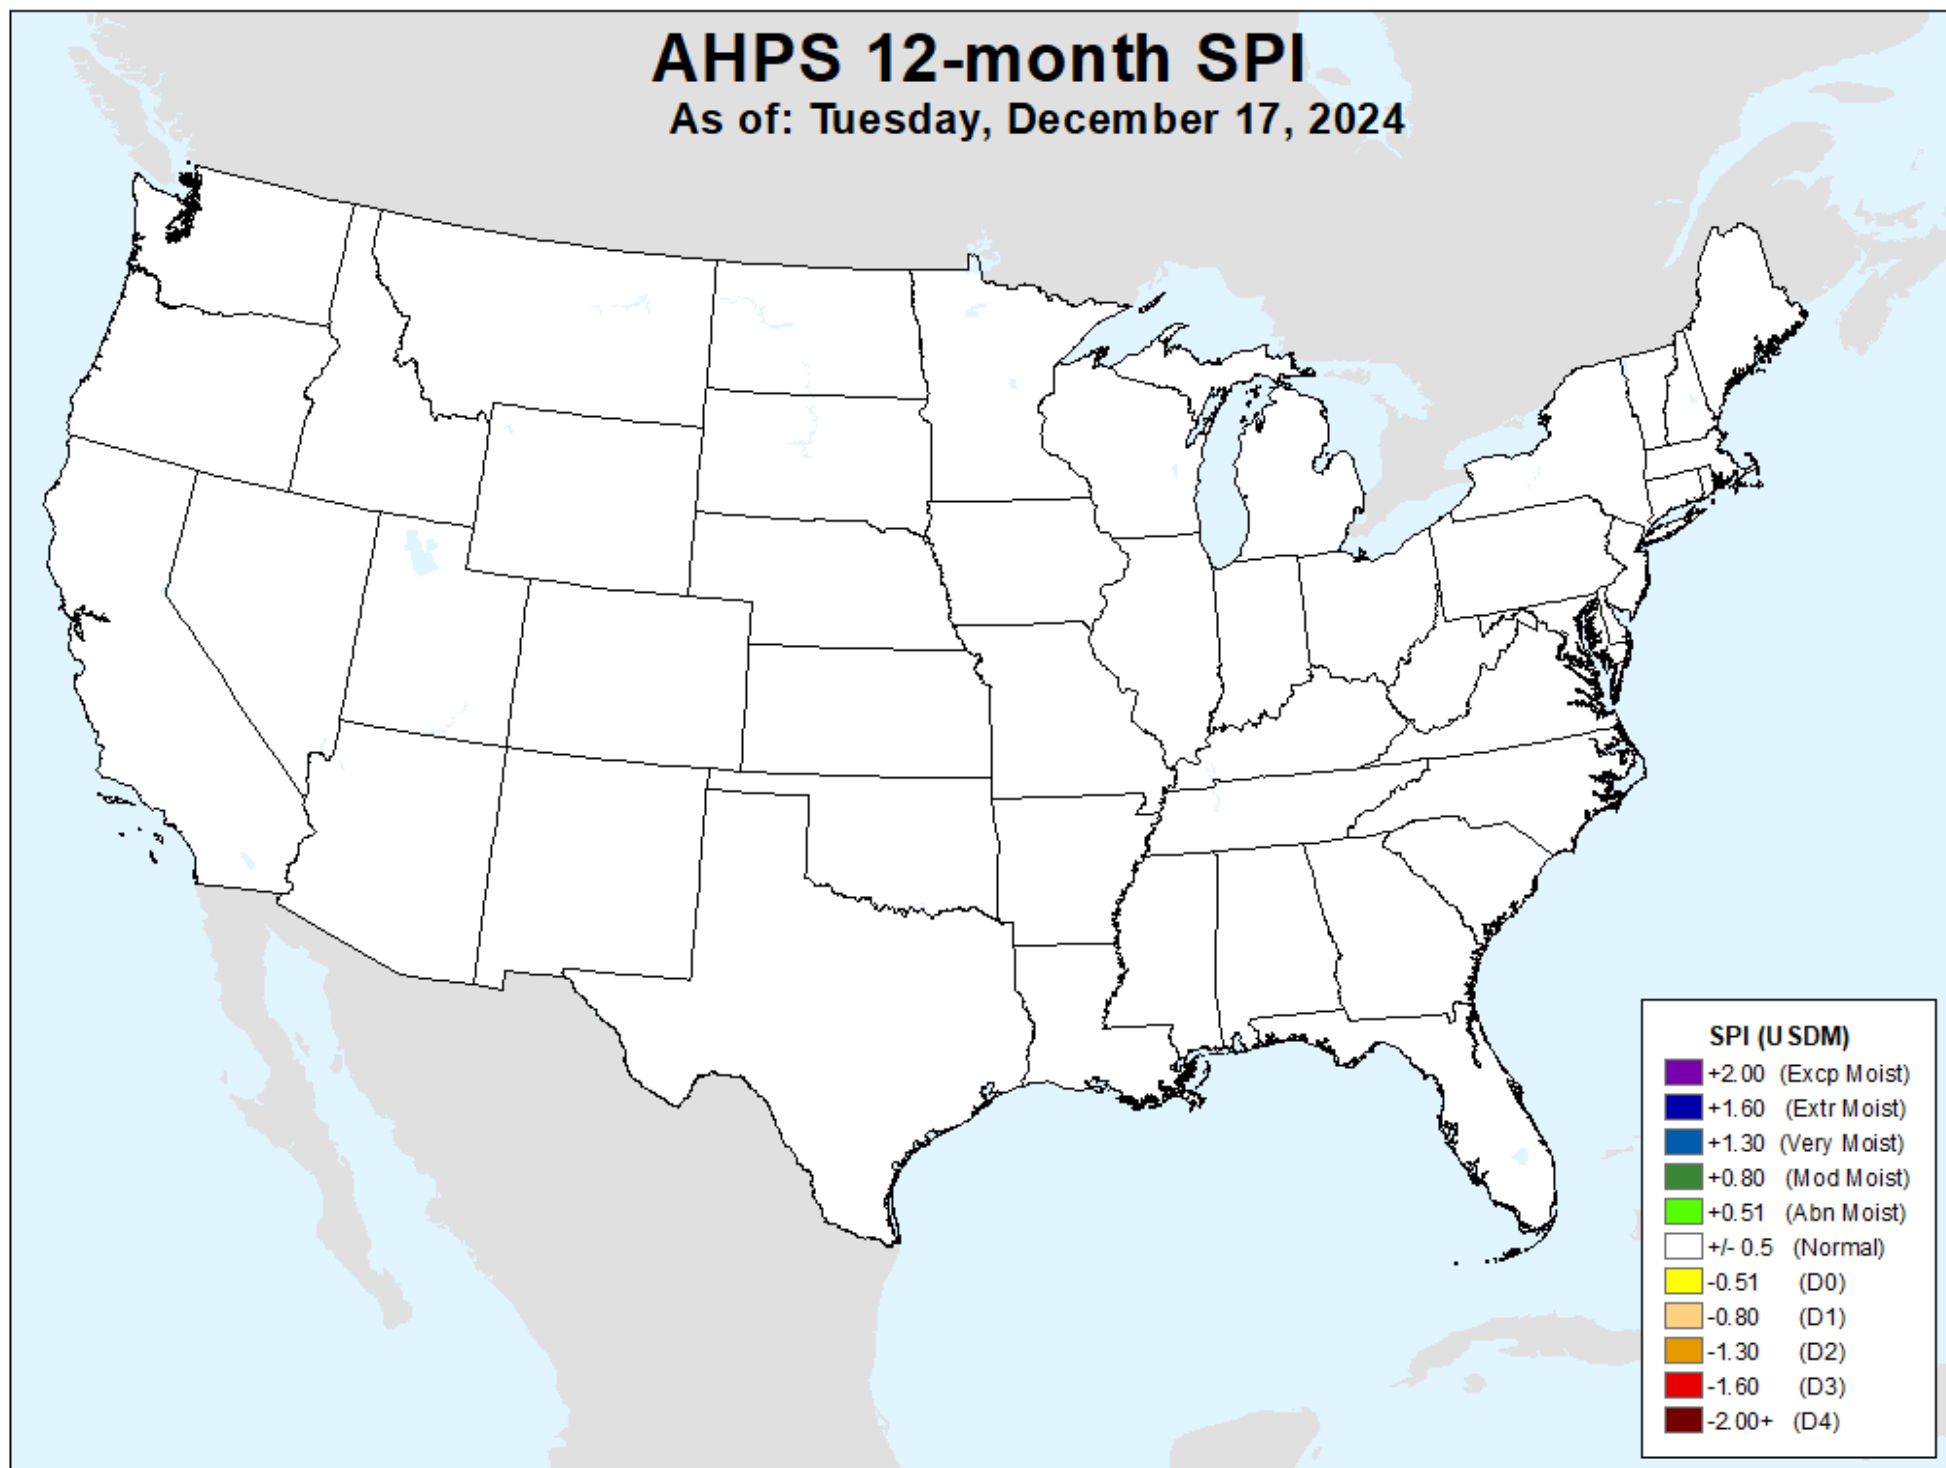 AHPS 12-month SPI
As of: Tuesday, December 17, 2024
SPI (USDM)
+2.00 (Excp Moist)
+1.60 (Extr Moist)
+1.30 (Very Moist)
+0.80 (Mod Moist)
+0.51 (Abn Moist)
+/- 0.5 (Normal)
-0.51 (D0)
-0.80 (D1)
-1.30 (D2)
-1.60 (D3)
-2.00+ (D4)